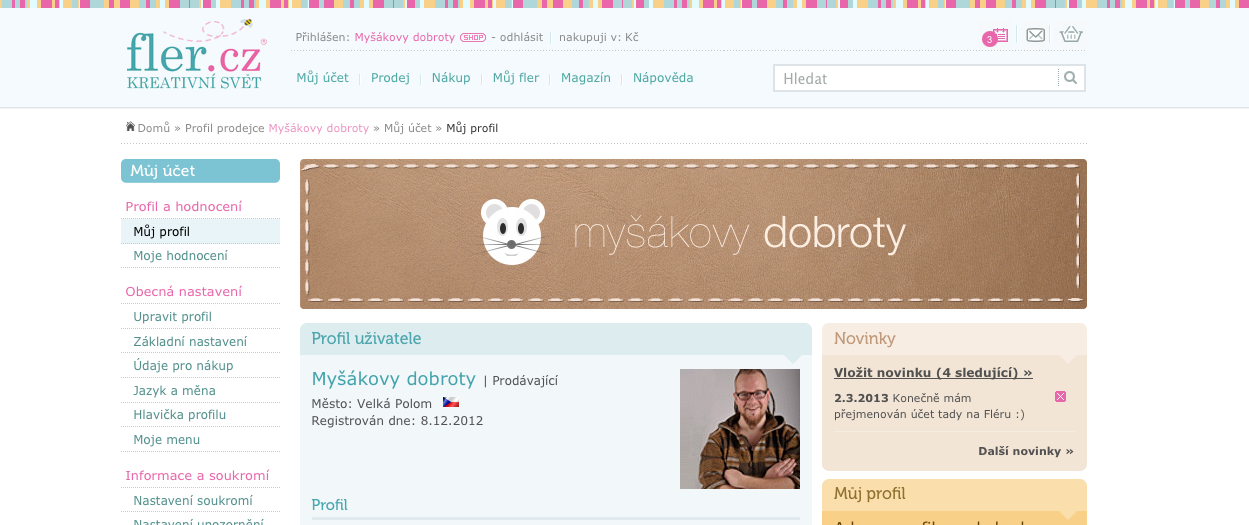 fler.cz®
KREATIVNÍ SVĚT
Přihlášen: Myšákovy dobroty SHOP - odhlásit nakupuji v: Kč
3
Můj účet Prodej Nákup Můj fler Magazín Nápověda
Hledat
Domů » Profil prodejce Myšákovy dobroty » Můj účet » Můj profil
Můj účet
Profil a hodnocení
Můj profil
Moje hodnocení
Obecná nastavení
Upravit profil
Základní nastavení
Údaje pro nákup
Jazyk a měna
Hlavička profilu
Moje menu
Informace a soukromí
Nastavení soukromí
Nastavení upozornění
myšákovy dobroty
Profil uživatele
Myšákovy dobroty | Prodávající
Město: Velká Polom
Registrován dne: 8.12.2012
Profil
Novinky
Vložit novinku (4 sledující) »
2.3.2013 Konečně mám
přejmenován účet tady na Fléru :)
Další novinky »
Můj profil